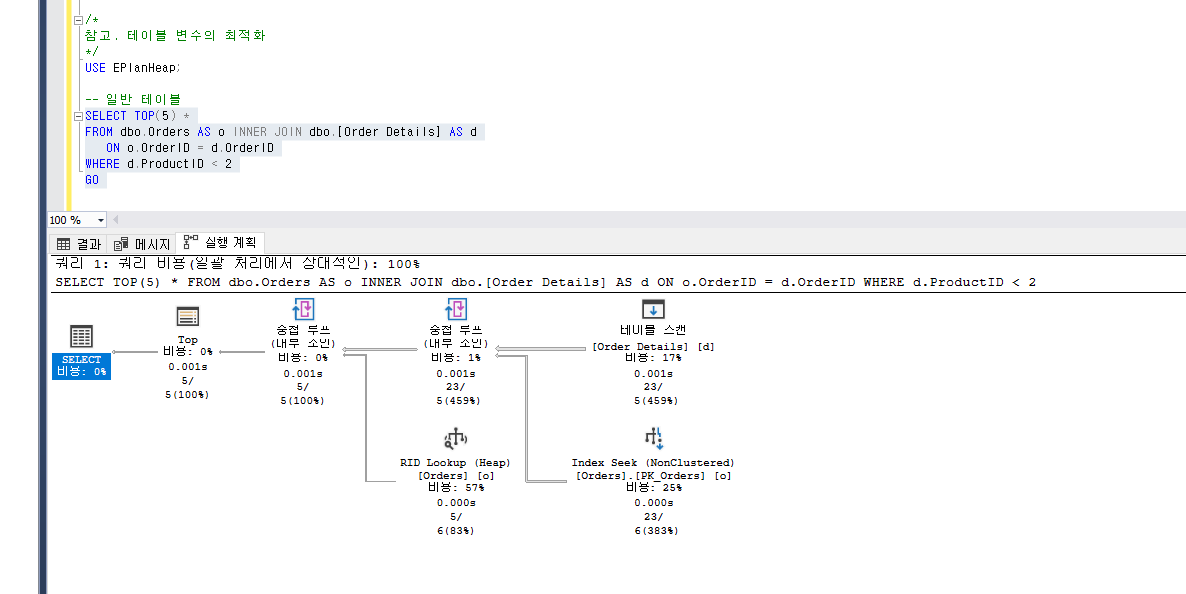 /*
참고. 테이블 변수의 최적화
*/
USE EPlanHeap;
-- 일반 테이블
SELECT TOP(5) *
FROM dbo.Orders AS o INNER JOIN dbo.[Order Details] AS d
ON o.OrderID = d.OrderID
WHERE d.ProductID < 2
GO
100 %
결과 메시지 실행 계획
쿼리 1: 쿼리 비용(일괄 처리에서 상대적인): 100%
SELECT TOP(5) * FROM dbo.Orders AS o INNER JOIN dbo.[Order Details] AS d ON o.OrderID = d.OrderID WHERE d.ProductID < 2
SELECT
비용: 0%
Top
비용: 0%
0.001s
5/
5(100%)
중첩 루프
(내부 조인)
비용: 0%
0.001s
5/
5(100%)
중첩 루프
(내부 조인)
비용: 1%
0.001s
23/
5(459%)
테이블 스캔
[Order Details] [d]
비용: 17%
0.001s
23/
5(459%)
RID Lookup (Heap)
[Orders] [o]
비용: 57%
0.000s
5/
6(83%)
Index Seek (NonClustered)
[Orders].[PK_Orders] [o]
비용: 25%
0.000s
23/
6(383%)